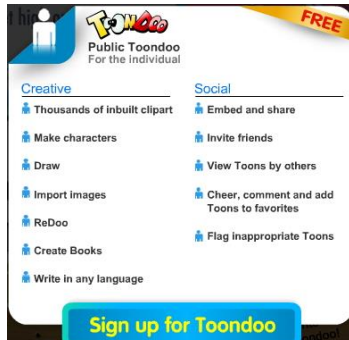 FREE
ToonDoo
Public Toondoo
For the individual
Creative
Thousands of inbuilt clipart
Make characters
Draw
Import images
ReDoo
Create Books
Write in any language
Social
Embed and share
Invite friends
View Toons by others
Cheer, comment and add
Toons to favorites
Flag inappropriate Toons
Sign up for Toondoo